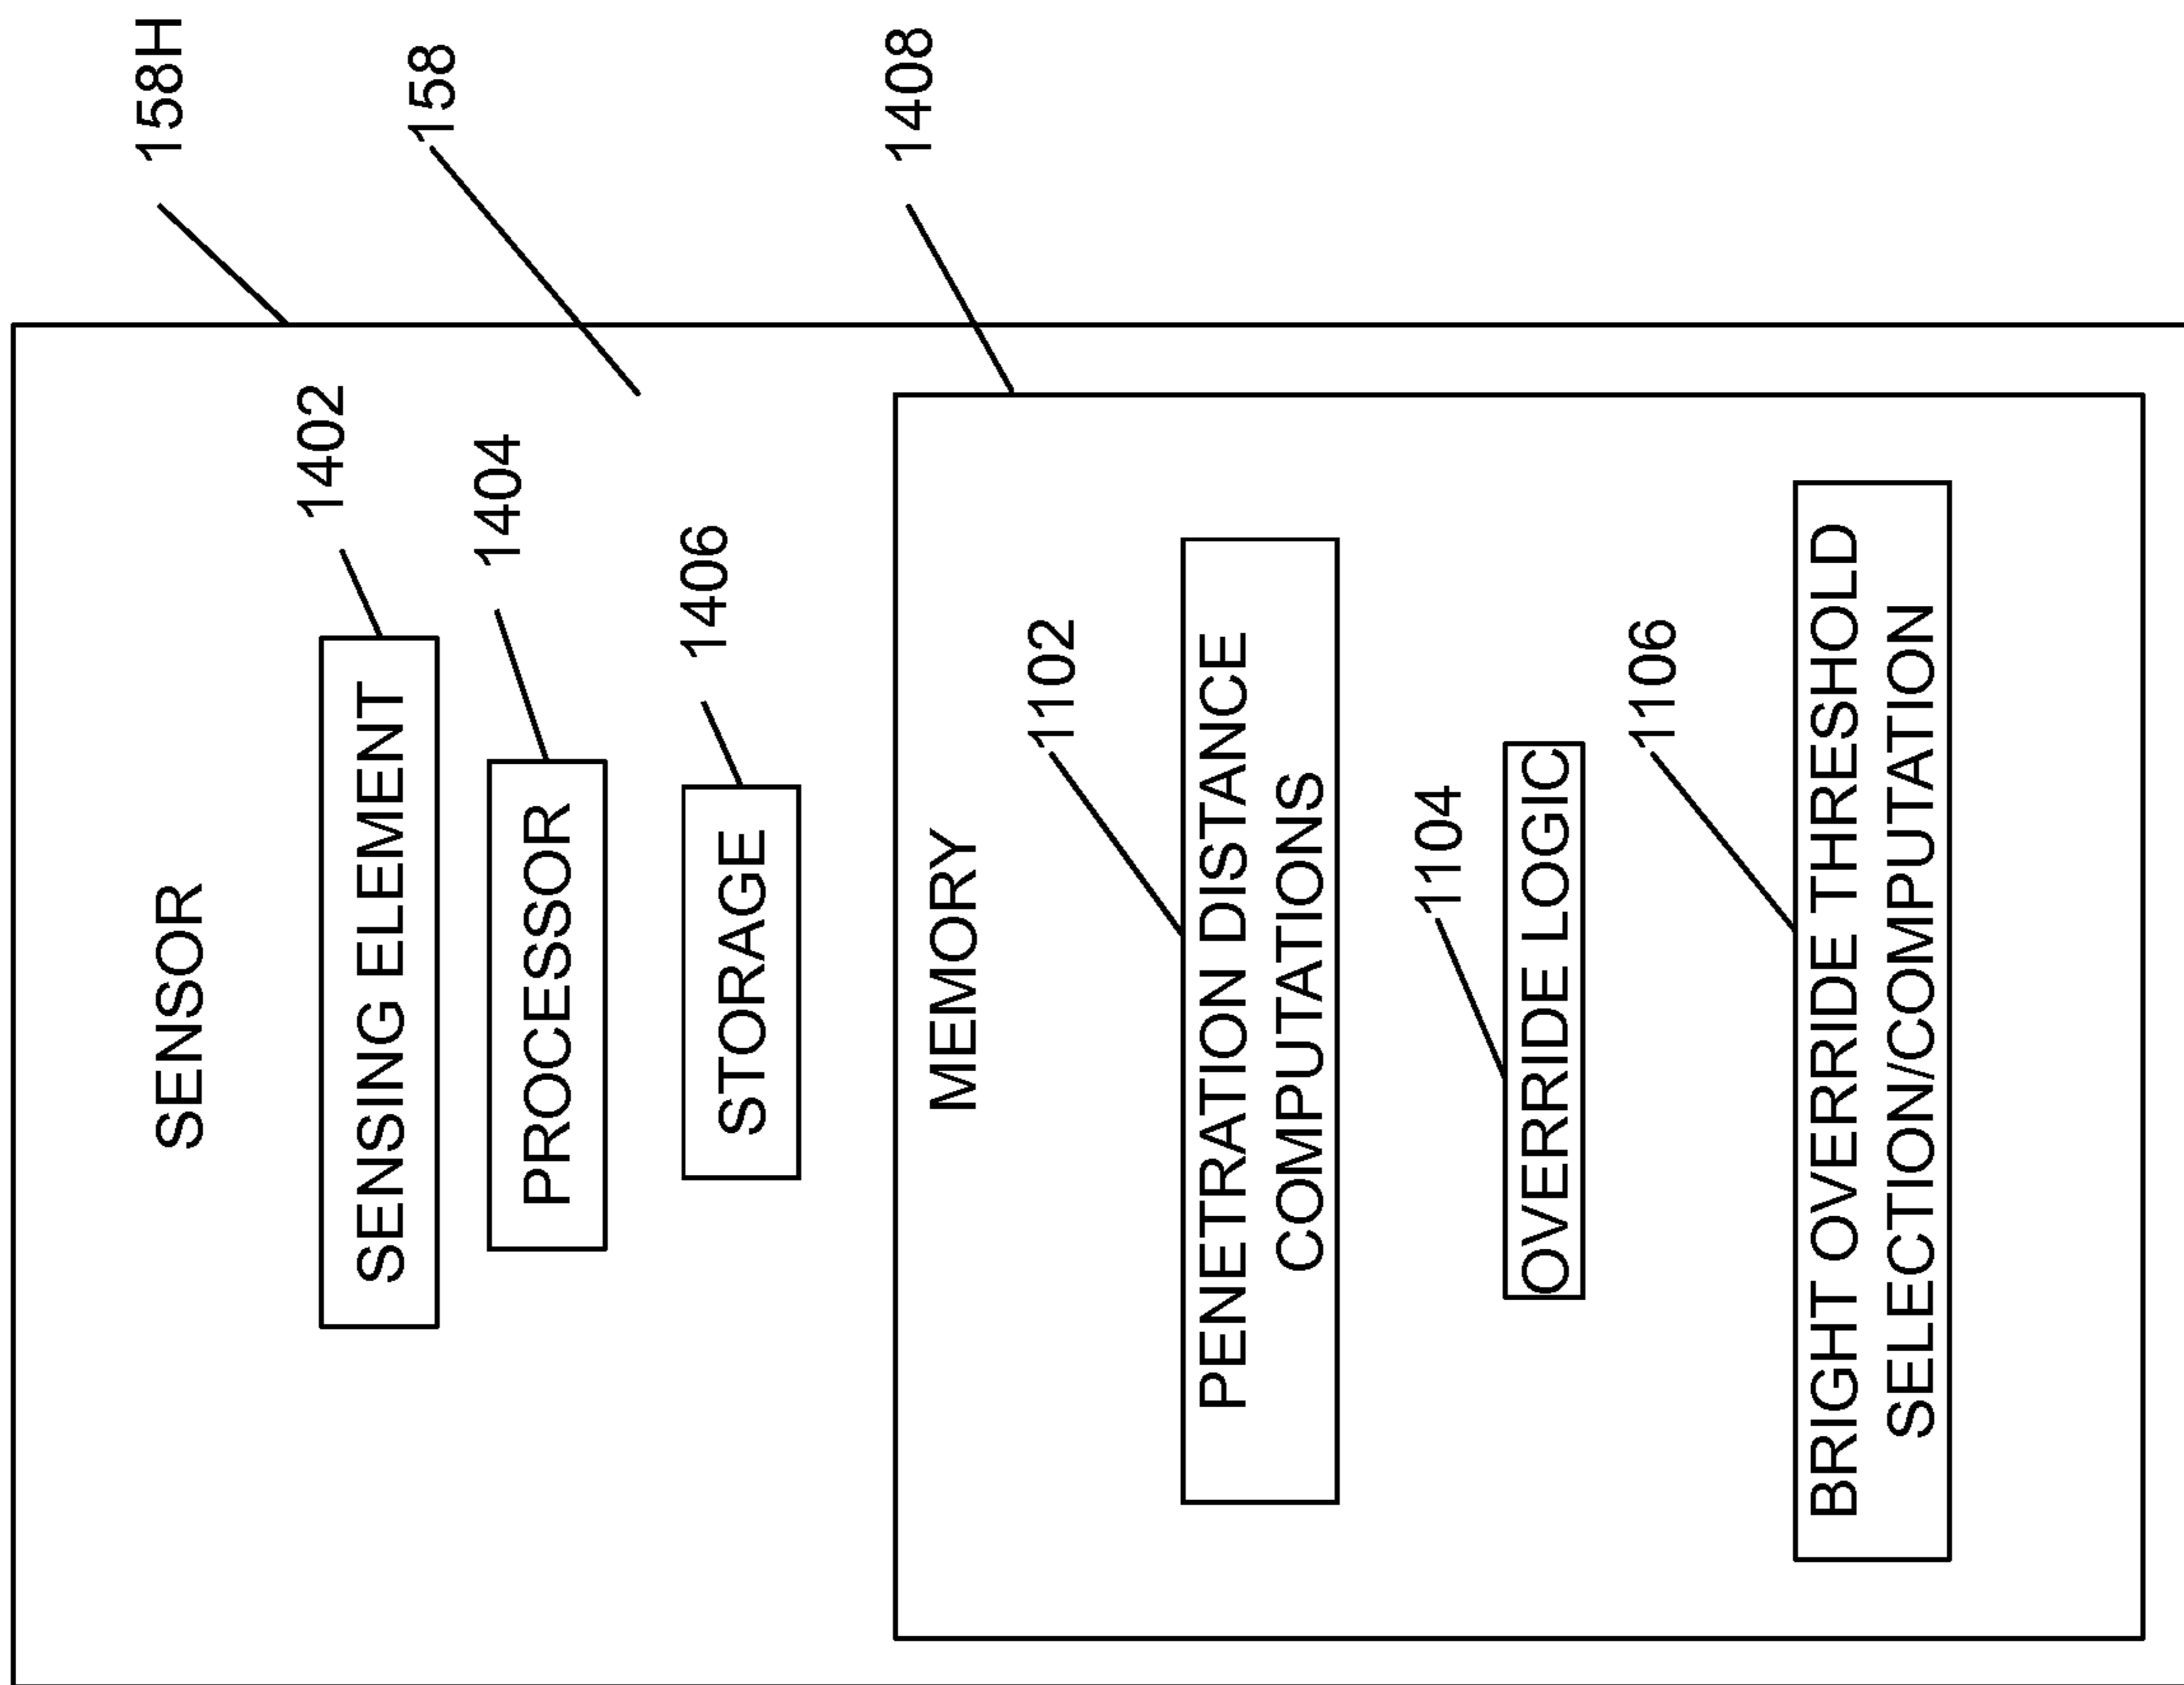 158H
SENSOR
158
1402
SENSING ELEMENT
1404
PROCESSOR
1406
STORAGE
1408
MEMORY
1102
PENETRATION DISTANCE
COMPUTATIONS
1104
OVERRIDE LOGIC
1106
BRIGHT OVERRIDE THRESHOLD
SELECTION/COMPUTATION